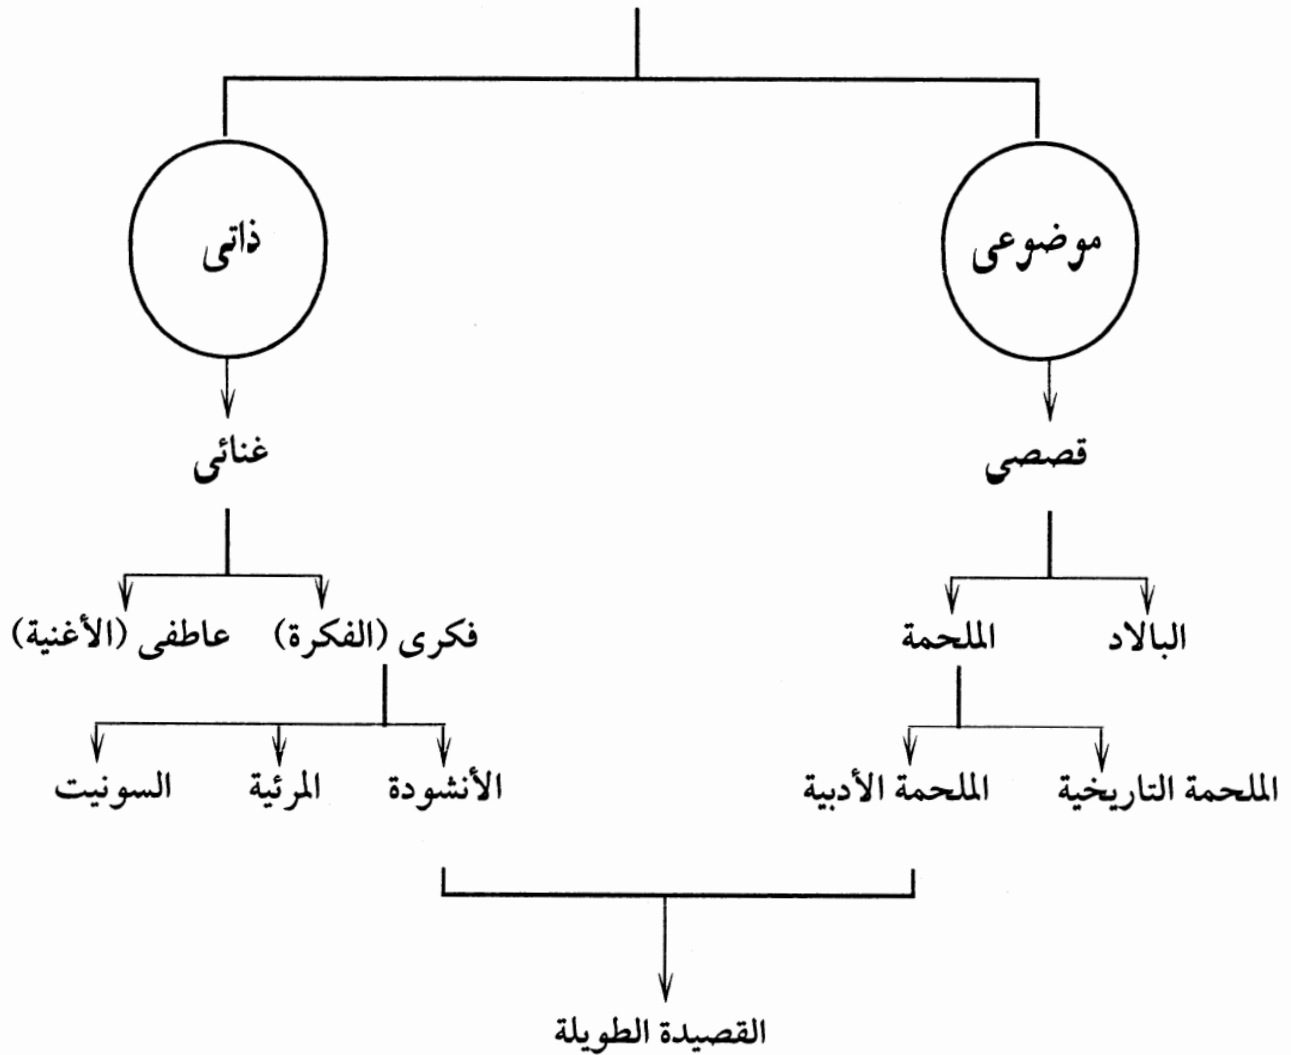 موضوعى ذاتى
قصصى غنائى
البالاد الملحمة فكرى (الفكرة) عاطفى (الأغنية)
الملحمة التاريخية الملحمة الأدبية الأنشودة المرثية السونيت
القصيدة الطويلة